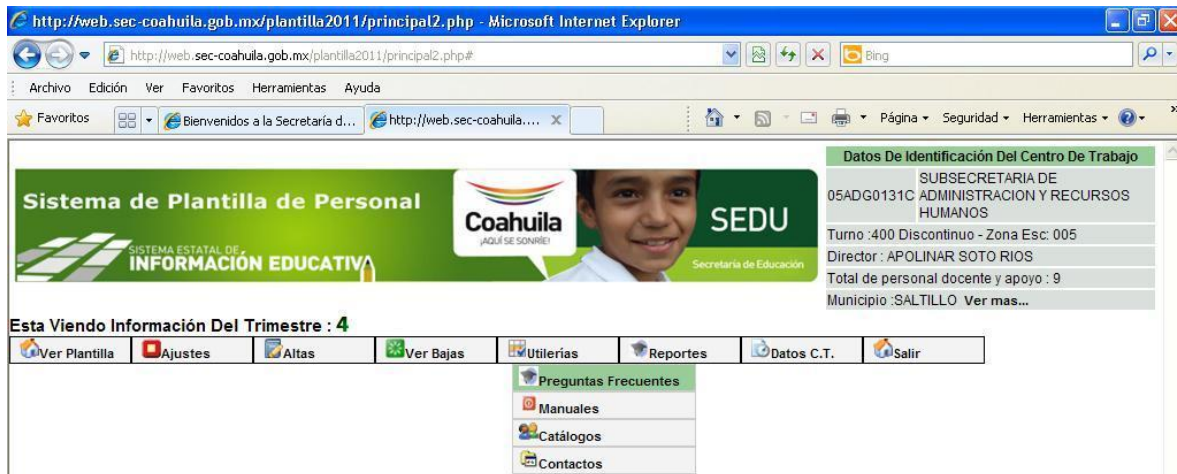 http://web.sec-coahuila.gob.mx/plantilla2011/principal2.php - Microsoft Internet Explorer
http://web.sec-coahuila.gob.mx/plantilla2011/principal2.php#
Bing
Archivo Edición Ver Favoritos Herramientas Ayuda
Favoritos
Bienvenidos a la Secretaría d...
http://web.sec-coahuila....
Página Seguridad Herramientas
Sistema de Plantilla de Personal
SISTEMA ESTATAL DE
INFORMACIÓN EDUCATIVA
Coahuila
¡AQUÍ SE SONRÍE!
SEDU
Secretaría de Educación
Datos De Identificación Del Centro De Trabajo
05ADG0131C
SUBSECRETARIA DE
ADMINISTRACION Y RECURSOS
HUMANOS
Turno :400 Discontinuo - Zona Esc: 005
Director : APOLINAR SOTO RIOS
Total de personal docente y apoyo : 9
Municipio :SALTILLO Ver mas...
Esta Viendo Información Del Trimestre : 4
Ver Plantilla Ajustes Altas Ver Bajas Utilerías Reportes Datos C.T. Salir
Preguntas Frecuentes
Manuales
Catálogos
Contactos